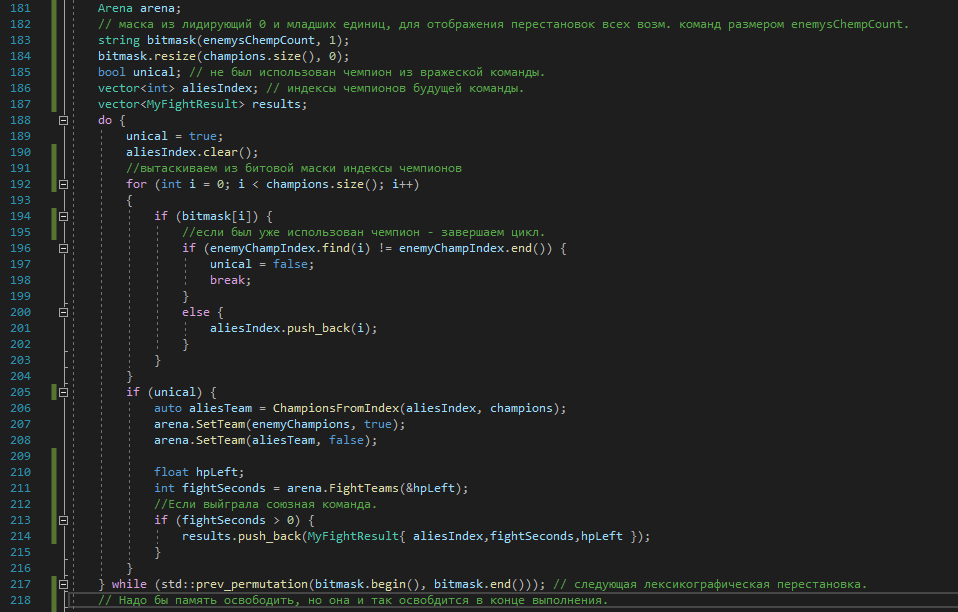 181 Arena arena;
182 // маска из лидирующий 0 и младших единиц, для отображения перестановок всех возм. команд размером enemysChempCount.
183 string bitmask(enemysChempCount, 1);
184 bitmask.resize(champions.size(), 0);
185 bool unical; // не был использован чемпион из вражеской команды.
186 vector<int> aliesIndex; // индексы чемпионов будущей команды.
187 vector<MyFightResult> results;
188 do {
189 unical = true;
190 aliesIndex.clear();
191 //вытаскиваем из битовой маски индексы чемпионов
192 for (int i = 0; i < champions.size(); i++)
193 {
194 if (bitmask[i]) {
195 //если был уже использован чемпион - завершаем цикл.
196 if (enemyChampIndex.find(i) != enemyChampIndex.end()) {
197 unical = false;
198 break;
199 }
200 else {
201 aliesIndex.push_back(i);
202 }
203 }
204 }
205 if (unical) {
206 auto aliesTeam = ChampionsFromIndex(aliesIndex, champions);
207 arena.SetTeam(enemyChampions, true);
208 arena.SetTeam(aliesTeam, false);
209
210 float hpLeft;
211 int fightSeconds = arena.FightTeams(&hpLeft);
212 //Если выйграла союзная команда.
213 if (fightSeconds > 0) {
214 results.push_back(MyFightResult{ aliesIndex,fightSeconds,hpLeft });
215 }
216 }
217 } while (std::prev_permutation(bitmask.begin(), bitmask.end())); // следующая лексикографическая перестановка.
218 // Надо бы память освободить, но она и так освобдится в конце выполнения.